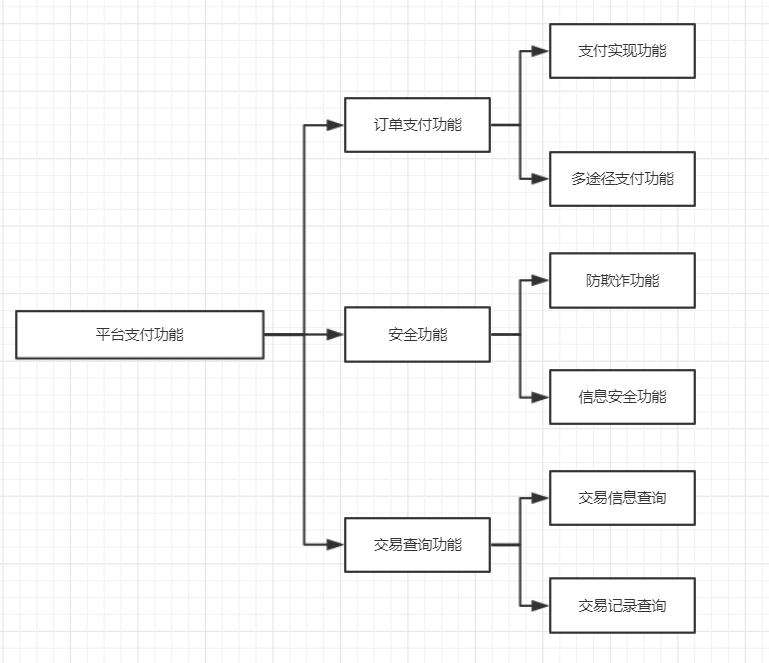 支付实现功能
订单支付功能
多途径支付功能
防欺诈功能
平台支付功能
安全功能
信息安全功能
交易信息查询
交易查询功能
交易记录查询